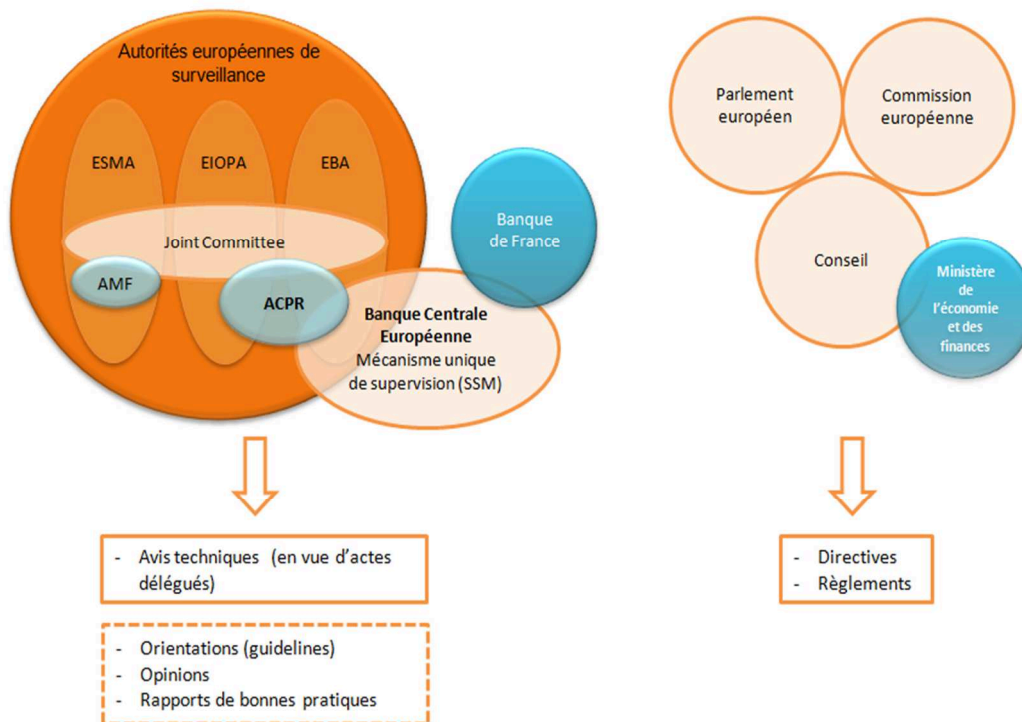 Autorités européennes de
surveillance
ESMA
EIOPA
EBA
Joint Committee
AMF
ACPR
Banque Centrale
Européenne
Mécanisme unique
de supervision (SSM)
Banque
de France
Parlement
européen
Commission
européenne
Conseil
Ministère
de
l'économie
et des
finances
- Avis techniques (en vue d'actes
délégués)
- Orientations (guidelines)
- Opinions
- Rapports de bonnes pratiques
- Directives
- Règlements